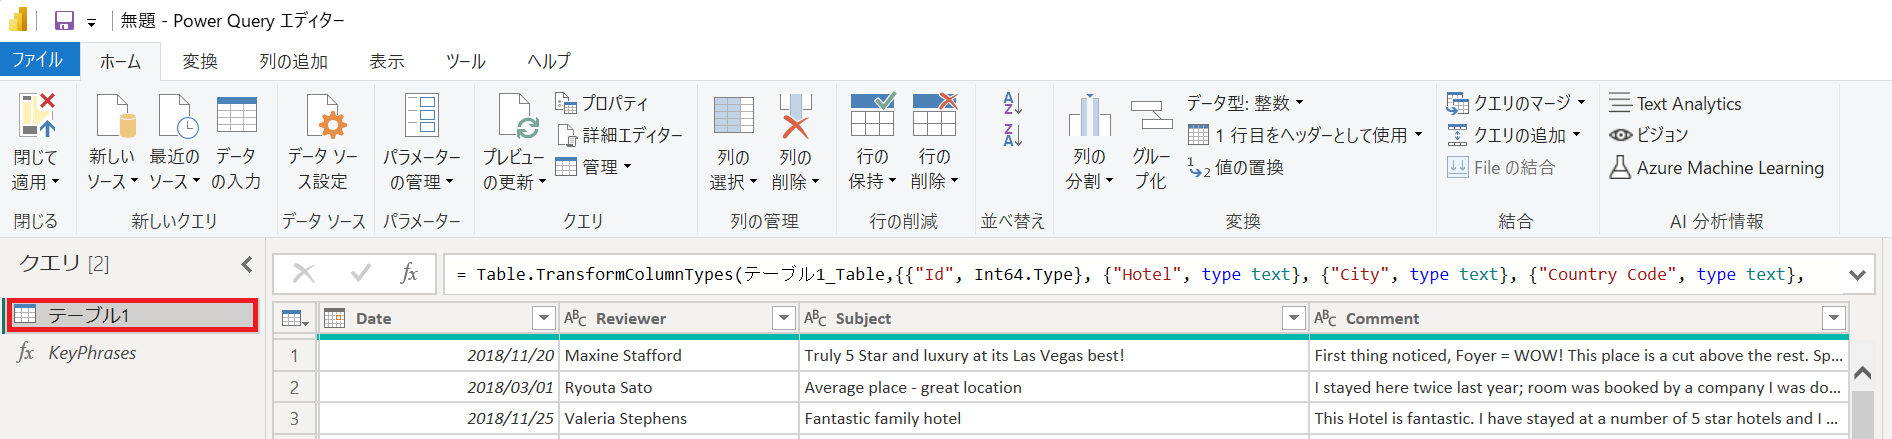 無題 - Power Query エディター
ファイル ホーム 変換 列の追加 表示 ツール ヘルプ
閉じて適用
新しいソース
最近のソース
データの入力
データ ソース設定
パラメーターの管理
プレビューの更新
プロパティ
詳細エディター
管理
列の選択
列の削除
行の保持
行の削除
列の分割
グループ化
データ型: 整数
1 行目をヘッダーとして使用
値の置換
クエリのマージ
クエリの追加
File の結合
Text Analytics
ビジョン
Azure Machine Learning
閉じる 新しいクエリ データ ソース パラメーター クエリ 列の管理 行の削減 並べ替え 変換 結合 AI 分析情報
クエリ [2]
テーブル1
KeyPhrases
= Table.TransformColumnTypes(テーブル1_Table,{{"Id", Int64.Type}, {"Hotel", type text}, {"City", type text}, {"Country Code", type text},
Date Reviewer Subject Comment
1 2018/11/20 Maxine Stafford Truly 5 Star and luxury at its Las Vegas best! First thing noticed, Foyer = WOW! This place is a cut above the rest. Sp...
2 2018/03/01 Ryouta Sato Average place - great location I stayed here twice last year; room was booked by a company I was do...
3 2018/11/25 Valeria Stephens Fantastic family hotel This Hotel is fantastic. I have stayed at a number of 5 star hotels and I ...